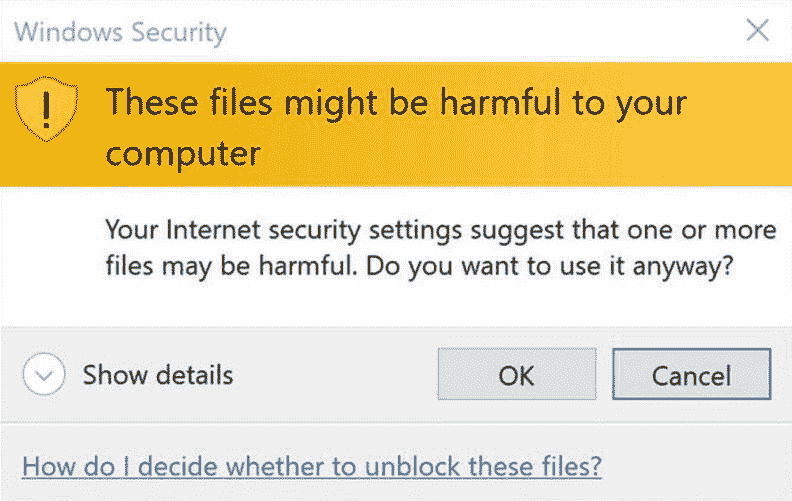 Windows Security
These files might be harmful to your
computer
Your Internet security settings suggest that one or more
files may be harmful. Do you want to use it anyway?
Show details
OK
Cancel
How do I decide whether to unblock these files?